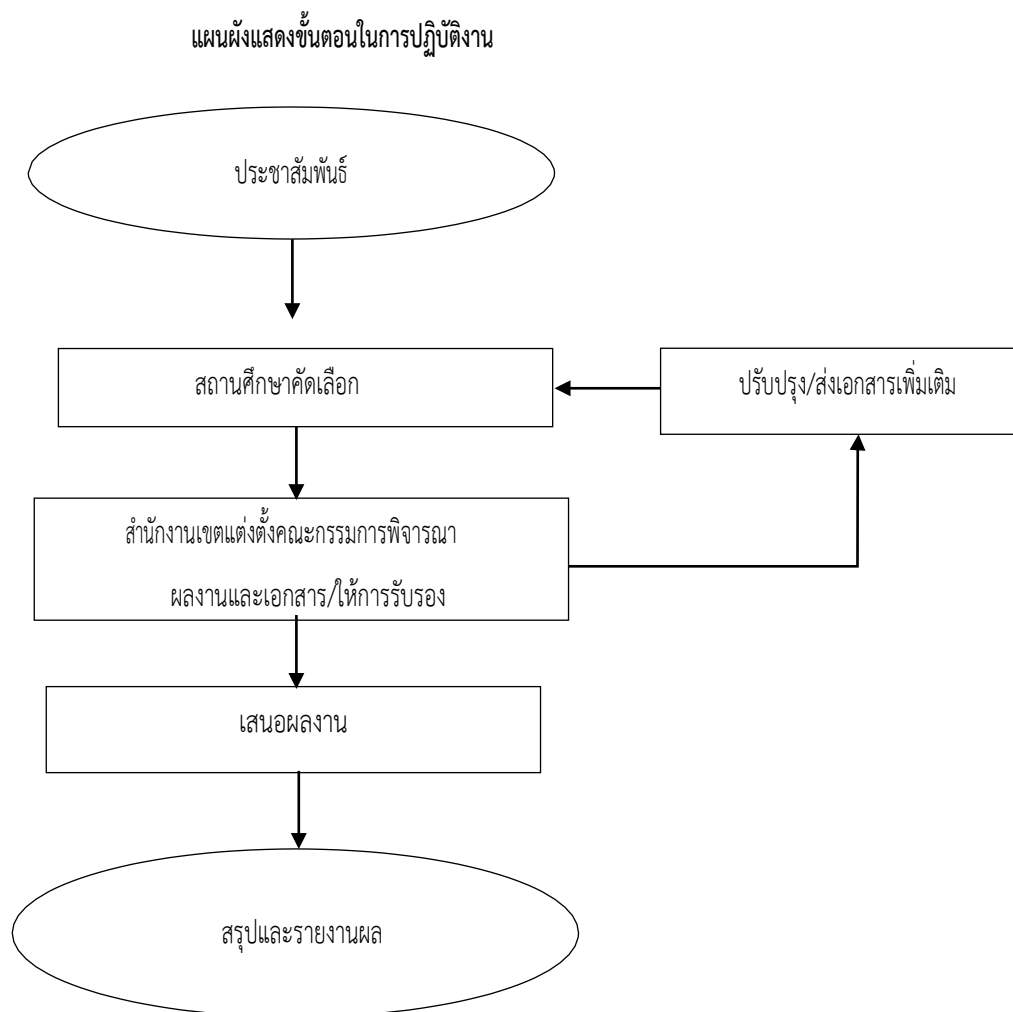 แผนผังแสดงขั้นตอนในการปฏิบัติงาน
ประชาสัมพันธ์
สถานศึกษาคัดเลือก
ปรับปรุง/ส่งเอกสารเพิ่มเติม
สำนักงานเขตแต่งตั้งคณะกรรมการพิจารณา
ผลงานและเอกสาร/ให้การรับรอง
เสนอผลงาน
สรุปและรายงานผล